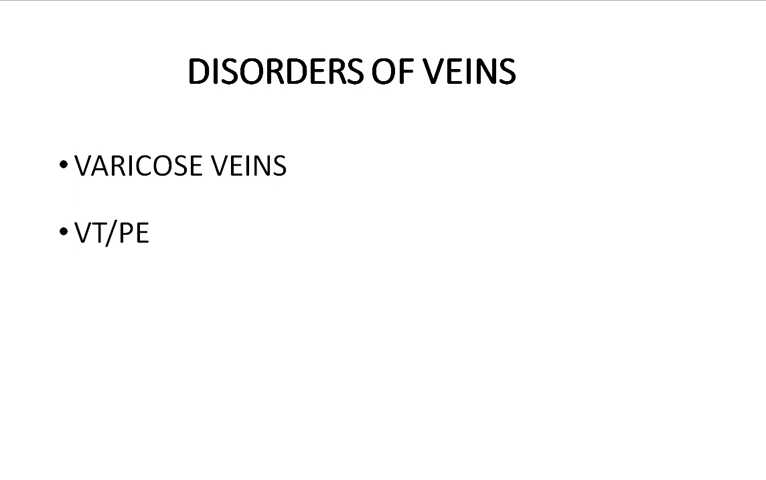 DISORDERS OF VEINS
• VARICOSE VEINS
• VT/PE